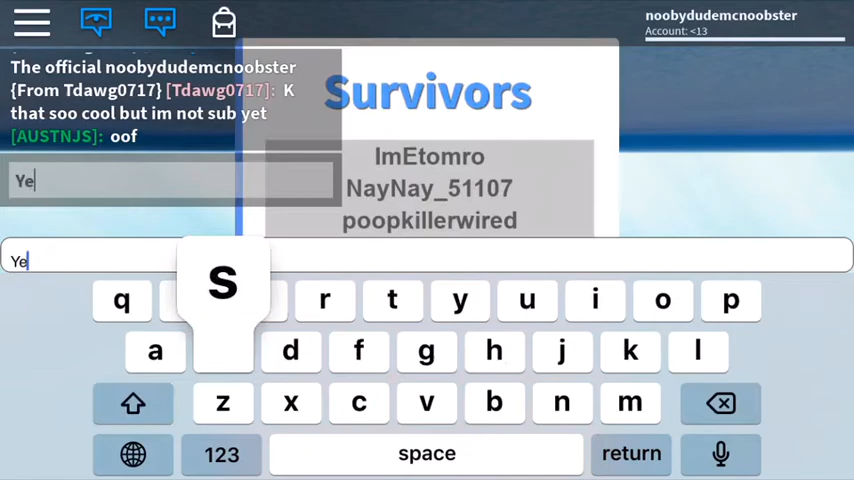 noobydudemcnoobster
Account: <13
The official noobydudemcnoobster
{From Tdawg0717} [Tdawg0717]: K
that soo cool but im not sub yet
[AUSTNJS]: oof
Ye
Survivors
ImEtomro
NayNay_51107
poopkillerwired
Ye
s
q r t y u i o p
a d f g h j k l
z x c v b n m
123 space return